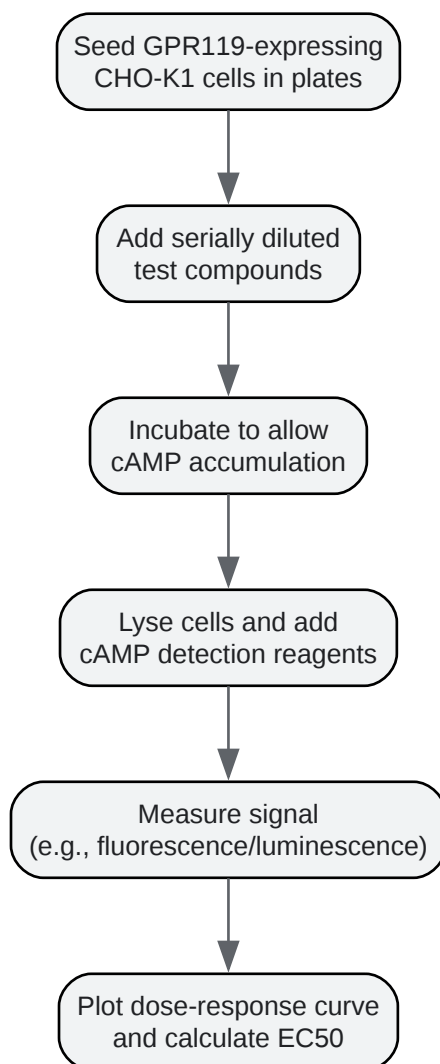 Seed GPR119-expressing
CHO-K1 cells in plates
Add serially diluted
test compounds
Incubate to allow
cAMP accumulation
Lyse cells and add
cAMP detection reagents
Measure signal
(e.g., fluorescence/luminescence)
Plot dose-response curve
and calculate EC50